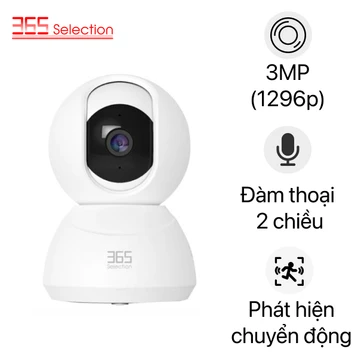 365 Selection
3MP
(1296p)
Đàm thoại
2 chiều
365
Selection
Phát hiện
chuyển động